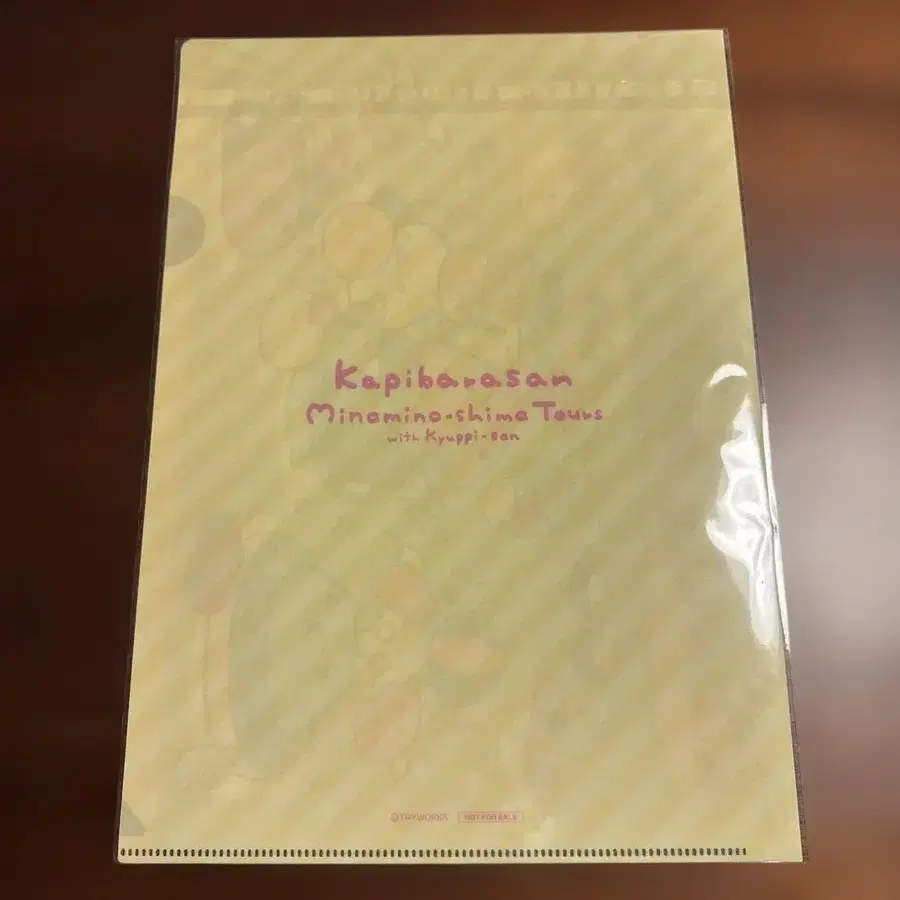 Kapibarasan
Minamino-shima Tours
with Kyuppi-san
©TRYWORKS NOT FOR SALE